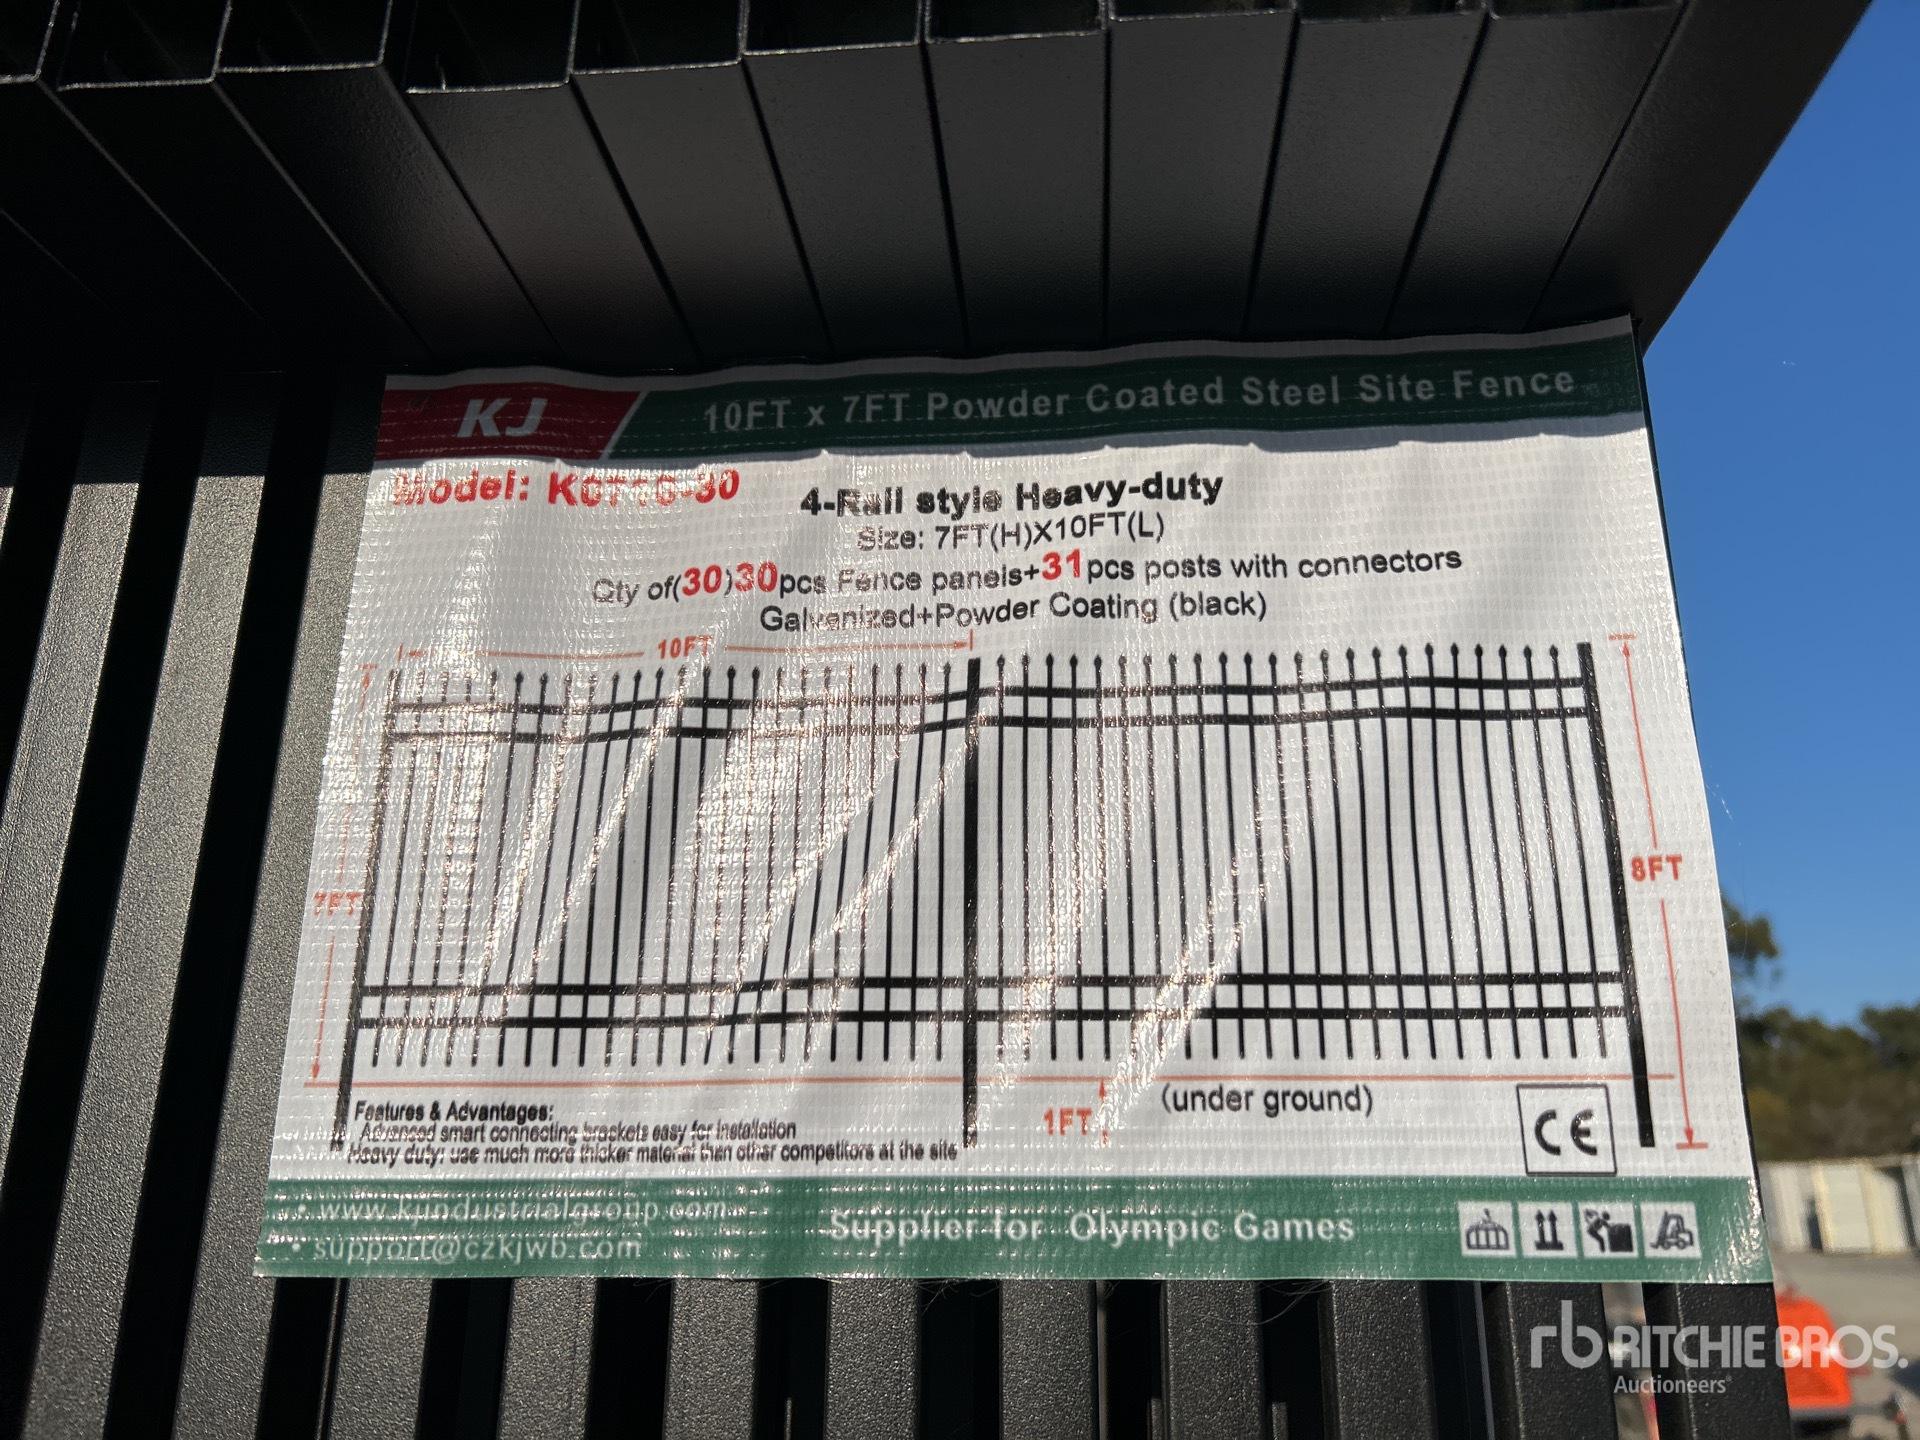 KJ
10FT x 7FT Powder Coated Steel Site Fence
Model: K0710-30
4-Rail style Heavy-duty
Size: 7FT(H)X10FT(L)
Qty of(30)30pcs Fence panels+31pcs posts with connectors
Galvanized+Powder Coating (black)
10FT
7FT
8FT
1FT
(under ground)
Features & Advantages:
Advanced smart connecting brackets easy for installation
Heavy duty: use much more thicker material than other competitors at the site
CE
• www.kjindustrialgroup.com
• support@czkjwb.com
Supplier for Olympic Games
rb RITCHIE BROS.
Auctioneers